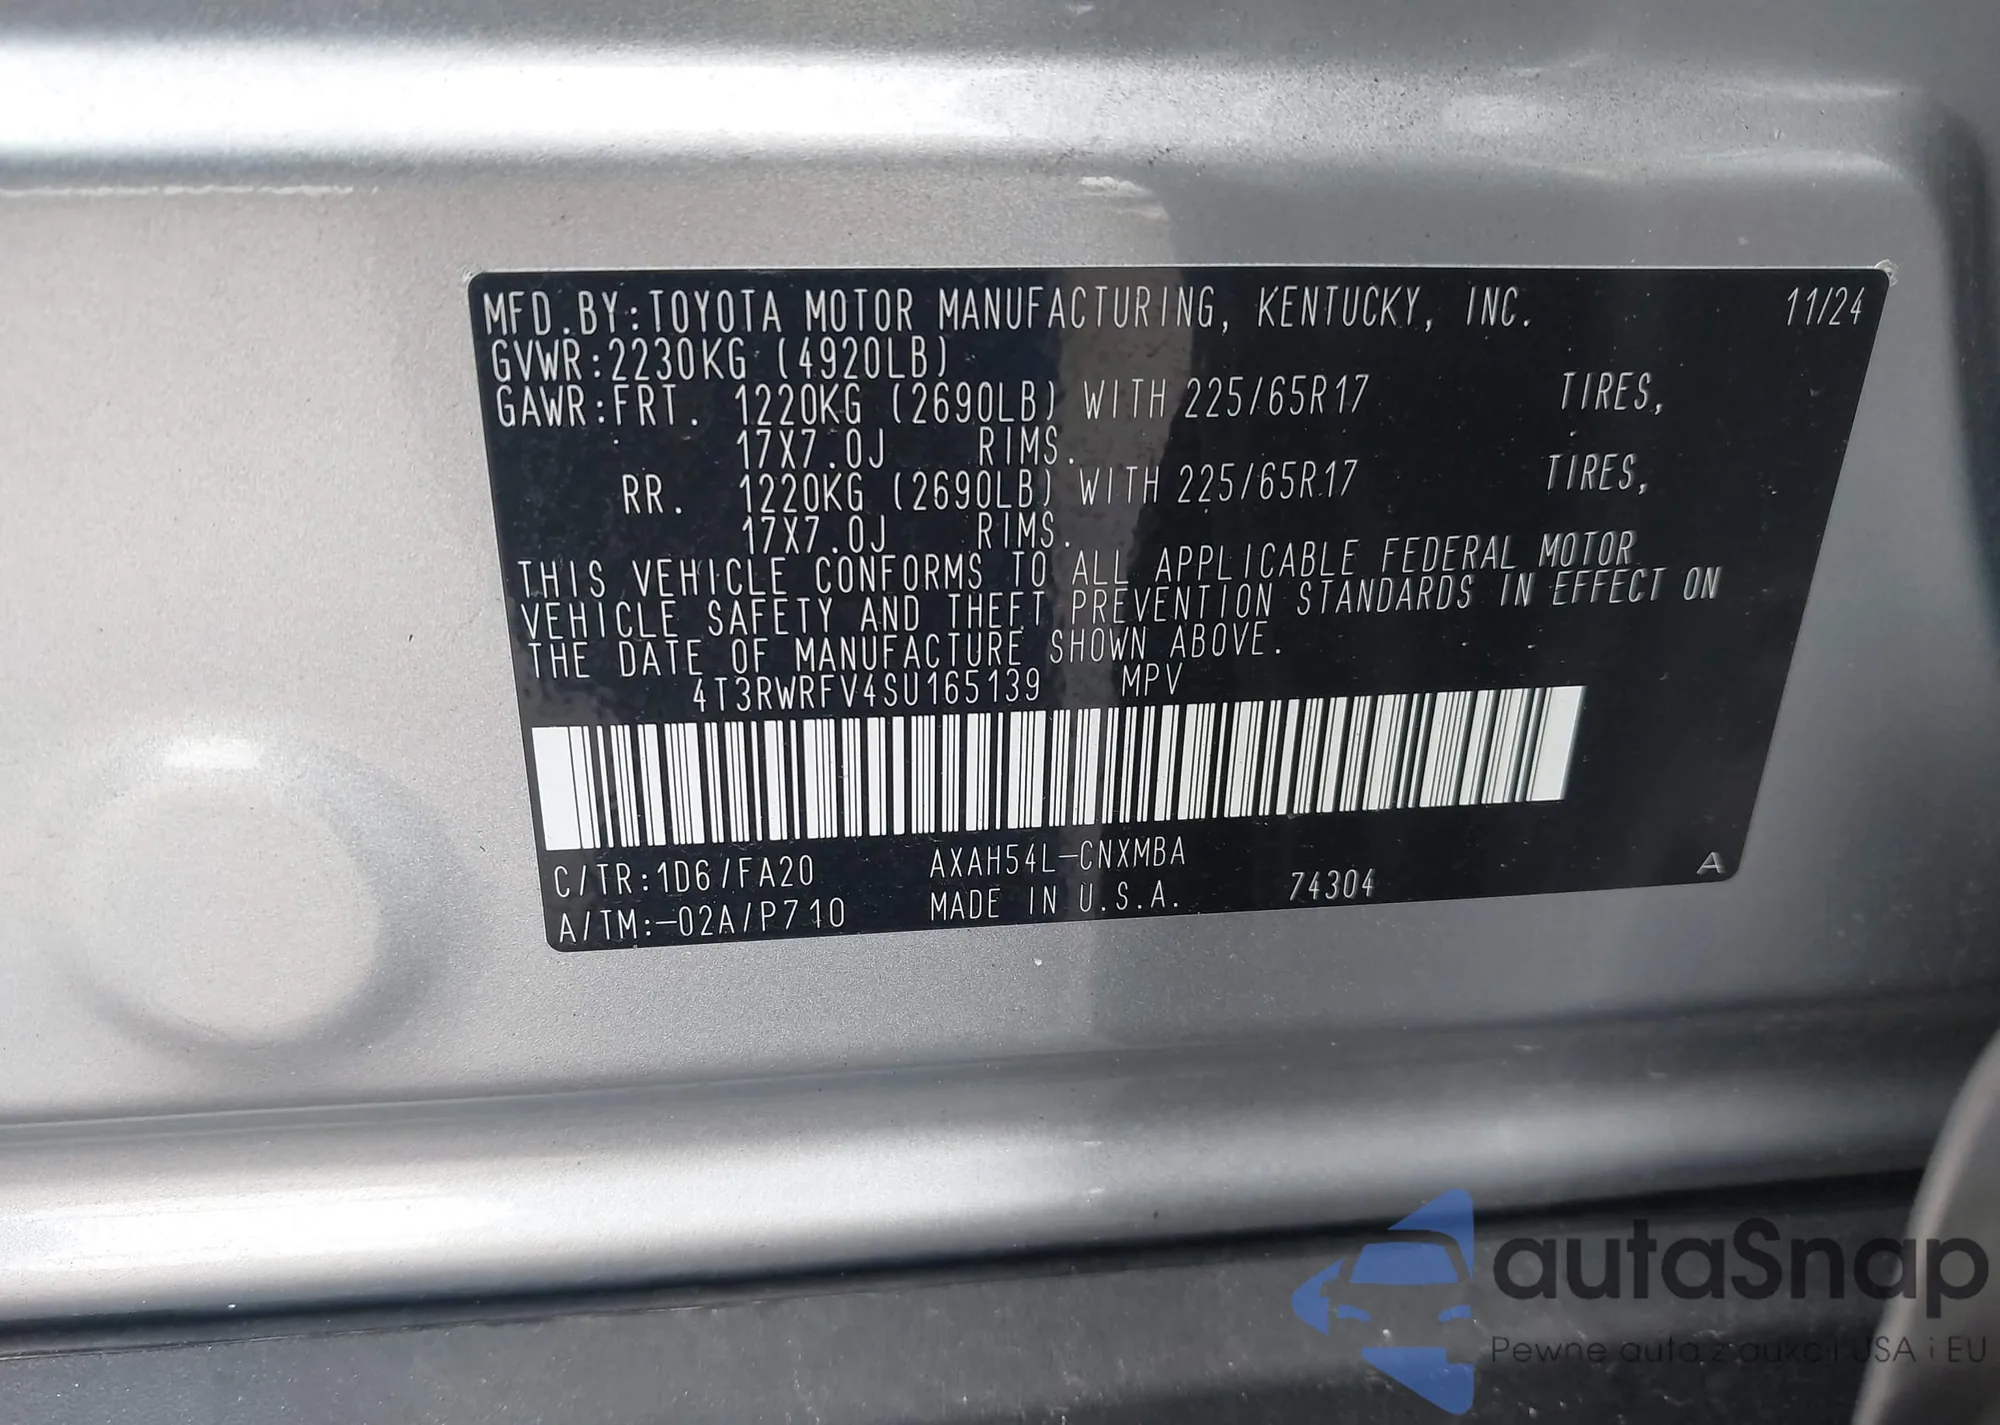 MFD.BY:TOYOTA MOTOR MANUFACTURING, KENTUCKY, INC. 11/24
GVWR:2230KG (4920LB)
GAWR:FRT. 1220KG (2690LB) WITH 225/65R17 TIRES,
17X7.0J RIMS.
RR. 1220KG (2690LB) WITH 225/65R17 TIRES,
17X7.0J RIMS.
THIS VEHICLE CONFORMS TO ALL APPLICABLE FEDERAL MOTOR
VEHICLE SAFETY AND THEFT PREVENTION STANDARDS IN EFFECT ON
THE DATE OF MANUFACTURE SHOWN ABOVE.
4T3RWRFV4SU165139 MPV
C/TR:1D6/FA20 AXAH54L-CNXMBA
A/TM:-02A/P710 MADE IN U.S.A. 74304 A
autaSnap
Pewne auta z aukcji USA i EU